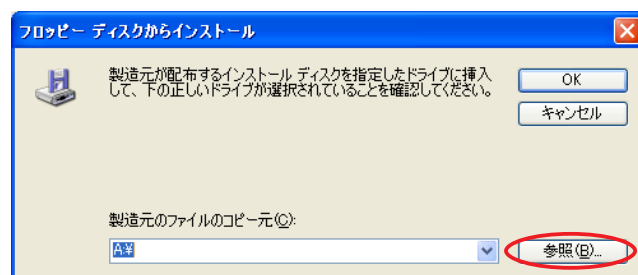 フロッピー ディスクからインストール
製造元が配布するインストール ディスクを指定したドライブに挿入
して、下の正しいドライブが選択されていることを確認してください。
OK
キャンセル
製造元のファイルのコピー元(C):
A:¥
参照(B)...